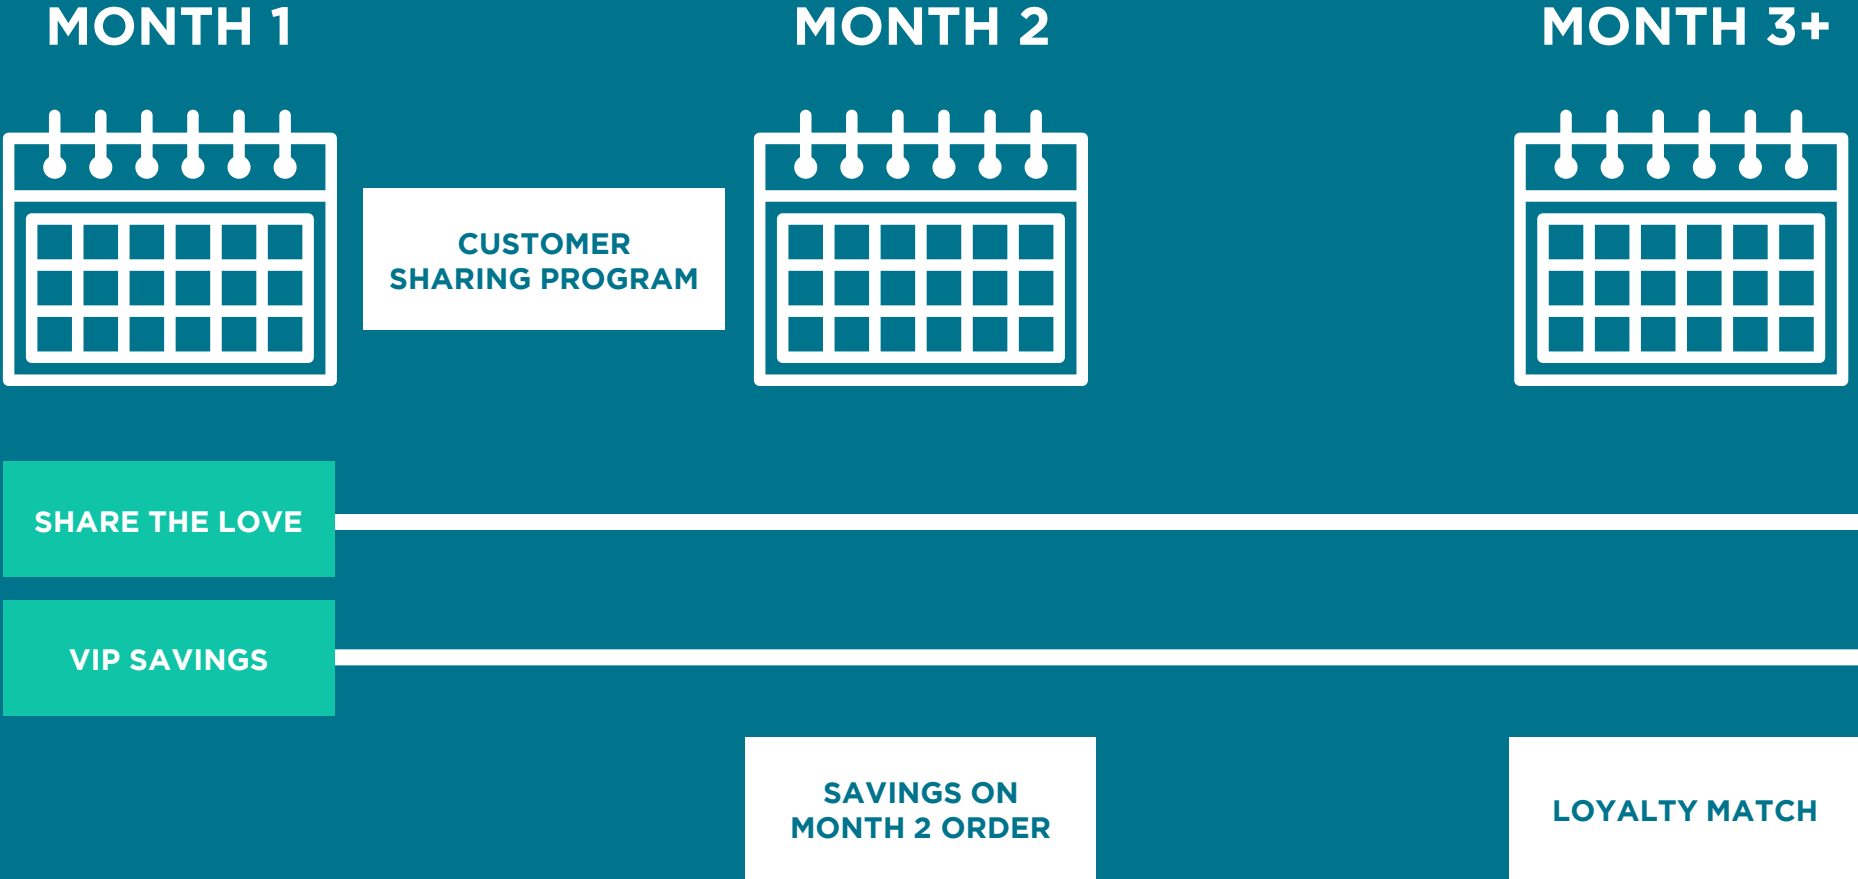 MONTH 1
MONTH 2
MONTH 3+
CUSTOMER
SHARING PROGRAM
SHARE THE LOVE
VIP SAVINGS
SAVINGS ON
MONTH 2 ORDER
LOYALTY MATCH